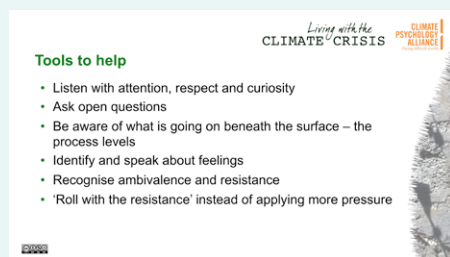 Living with the
CLIMATE CRISIS
CLIMATE
PSYCHOLOGY
ALLIANCE
Tools to help
• Listen with attention, respect and curiosity
• Ask open questions
• Be aware of what is going on beneath the surface – the
process levels
• Identify and speak about feelings
• Recognise ambivalence and resistance
• ‘Roll with the resistance’ instead of applying more pressure